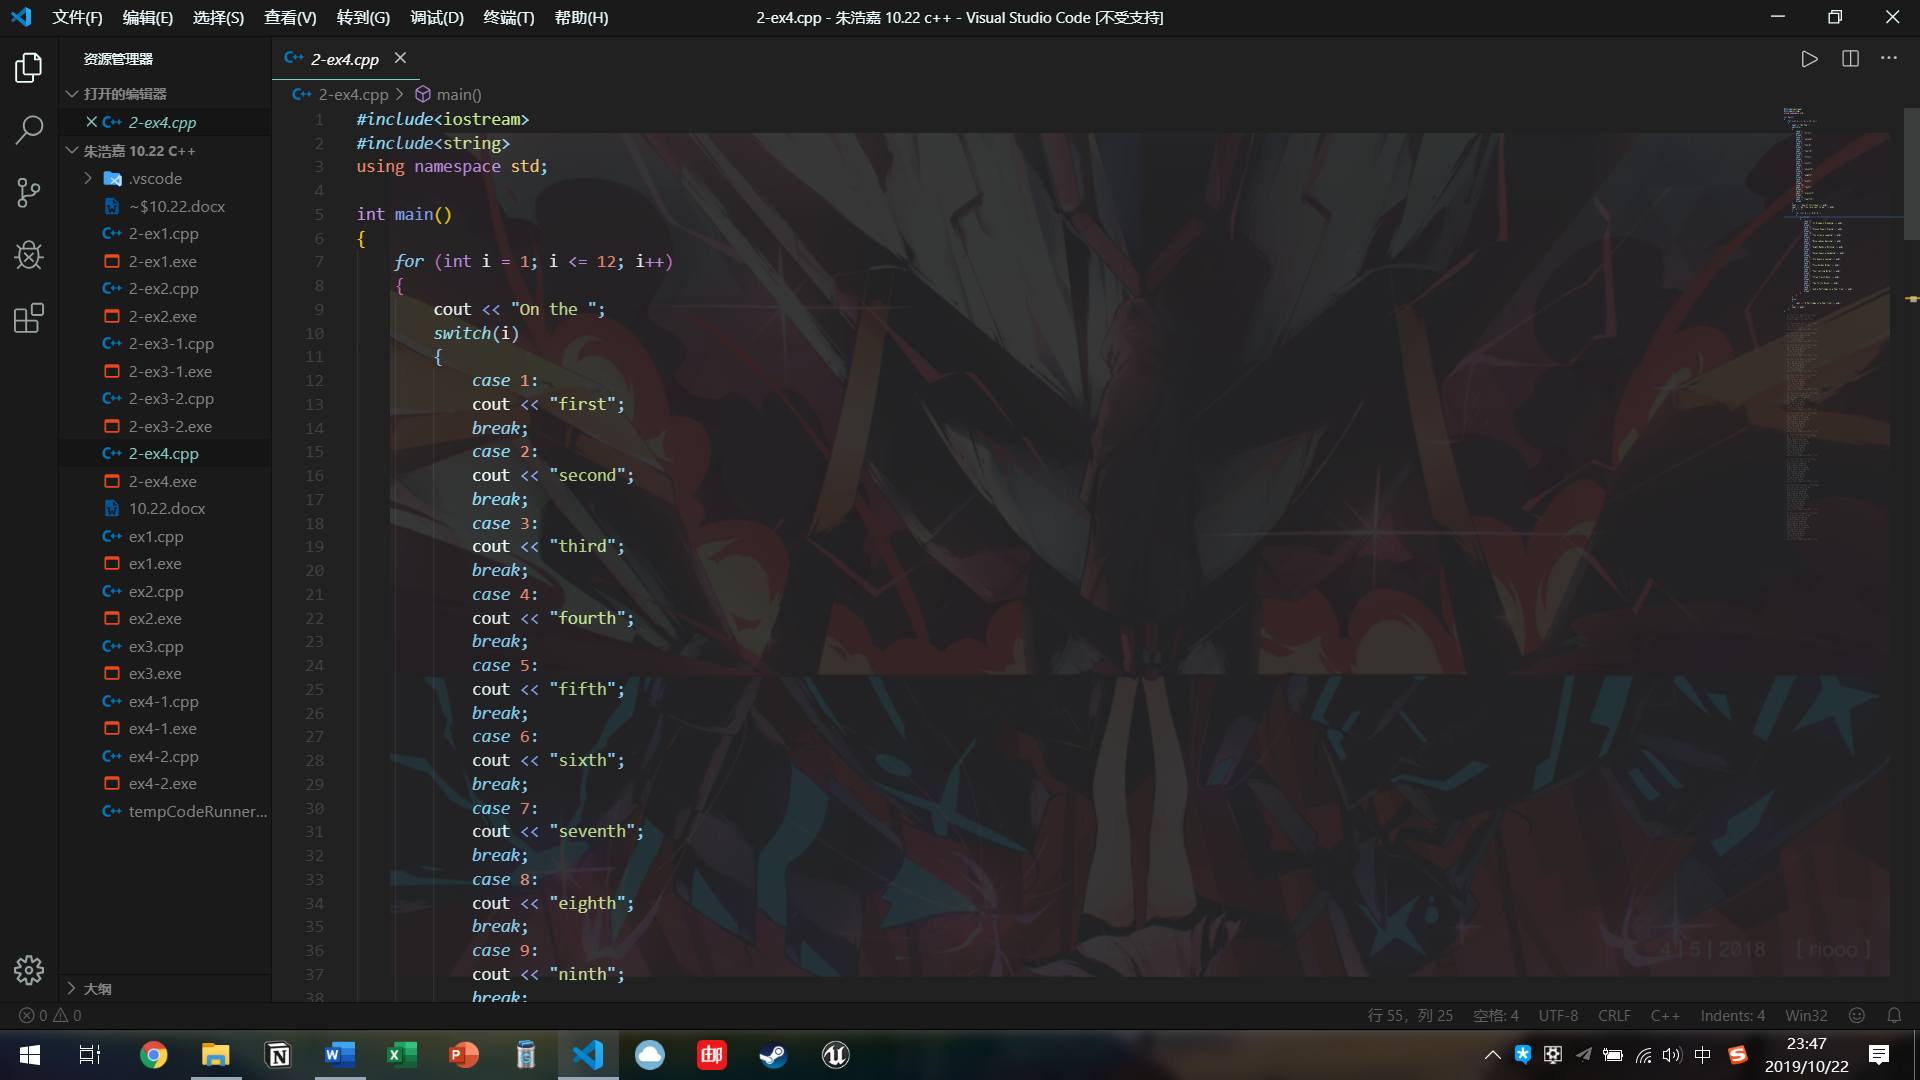 文件(F) 编辑(E) 选择(S) 查看(V) 转到(G) 调试(D) 终端(T) 帮助(H) 2-ex4.cpp - 朱浩嘉 10.22 c++ - Visual Studio Code [不受支持]
资源管理器
打开的编辑器
2-ex4.cpp
朱浩嘉 10.22 C++
.vscode
~$10.22.docx
2-ex1.cpp
2-ex1.exe
2-ex2.cpp
2-ex2.exe
2-ex3-1.cpp
2-ex3-1.exe
2-ex3-2.cpp
2-ex3-2.exe
2-ex4.cpp
2-ex4.exe
10.22.docx
ex1.cpp
ex1.exe
ex2.cpp
ex2.exe
ex3.cpp
ex3.exe
ex4-1.cpp
ex4-1.exe
ex4-2.cpp
ex4-2.exe
tempCodeRunner...
大纲
2-ex4.cpp
2-ex4.cpp > main()
1 #include<iostream>
2 #include<string>
3 using namespace std;
4
5 int main()
6 {
7 for (int i = 1; i <= 12; i++)
8 {
9 cout << "On the ";
10 switch(i)
11 {
12 case 1:
13 cout << "first";
14 break;
15 case 2:
16 cout << "second";
17 break;
18 case 3:
19 cout << "third";
20 break;
21 case 4:
22 cout << "fourth";
23 break;
24 case 5:
25 cout << "fifth";
26 break;
27 case 6:
28 cout << "sixth";
29 break;
30 case 7:
31 cout << "seventh";
32 break;
33 case 8:
34 cout << "eighth";
35 break;
36 case 9:
37 cout << "ninth";
38 break;
4 | 5 | 2018 [ riooo ]
0 0 行 55，列 25 空格: 4 UTF-8 CRLF C++ Indents: 4 Win32
中 23:47
2019/10/22